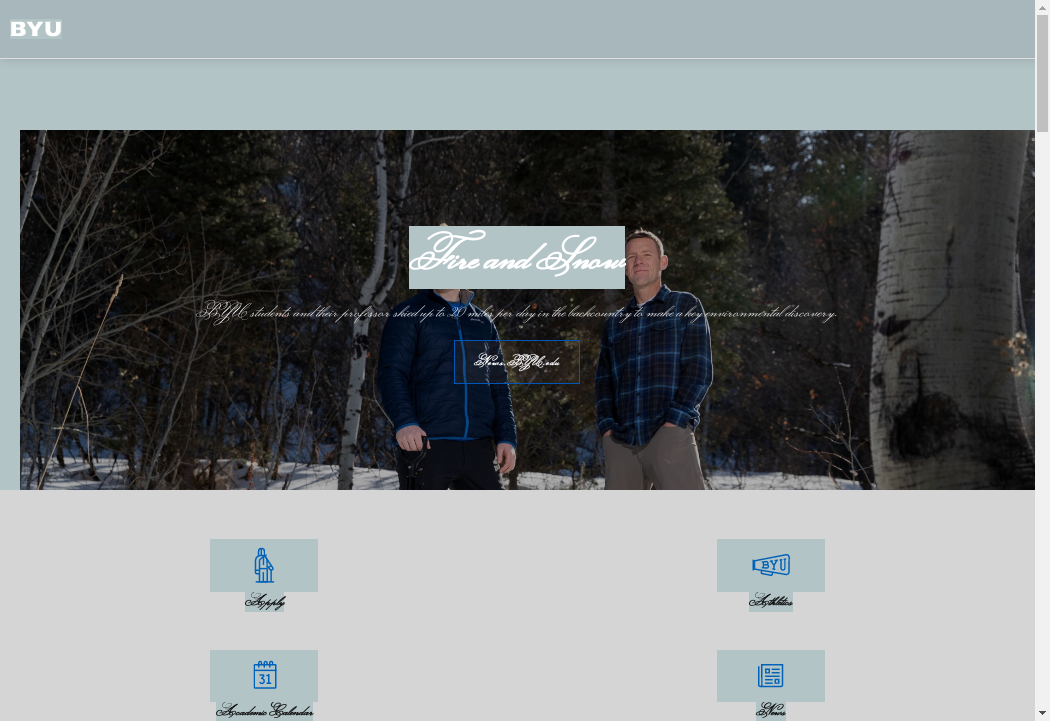 BYU
Fire and Snow
BYU students and their professor skied up to 20 miles per day in the backcountry to make a key environmental discovery.
News.BYU.edu
BYU
Apply
Athletics
31
Academic Calendar
News